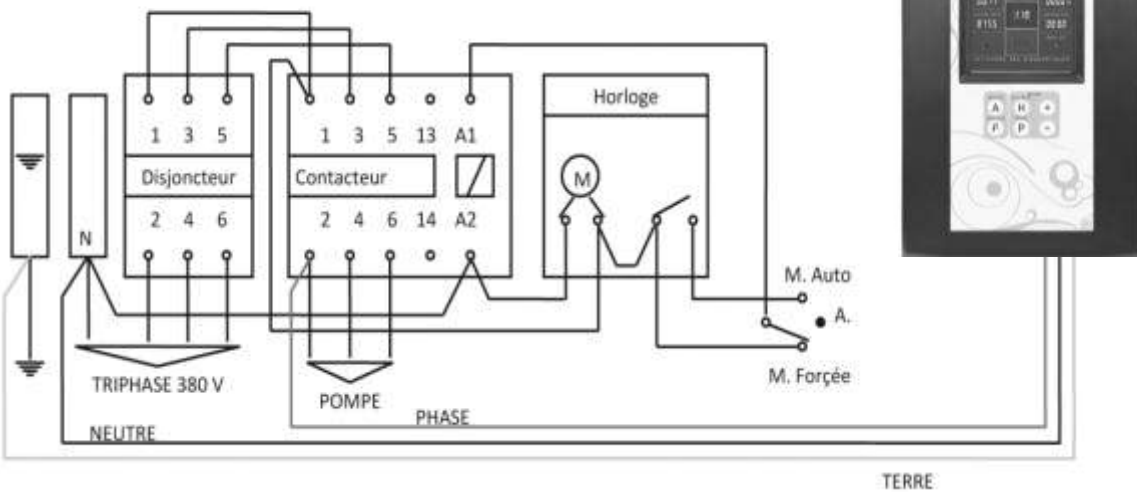 1 3 5
Disjoncteur
2 4 6
N
1 3 5 13 A1
Contacteur
2 4 6 14 A2
Horloge
M
M. Auto
A.
M. Forçée
TRIPHASE 380 V
POMPE
PHASE
NEUTRE
TERRE
A H +
P -